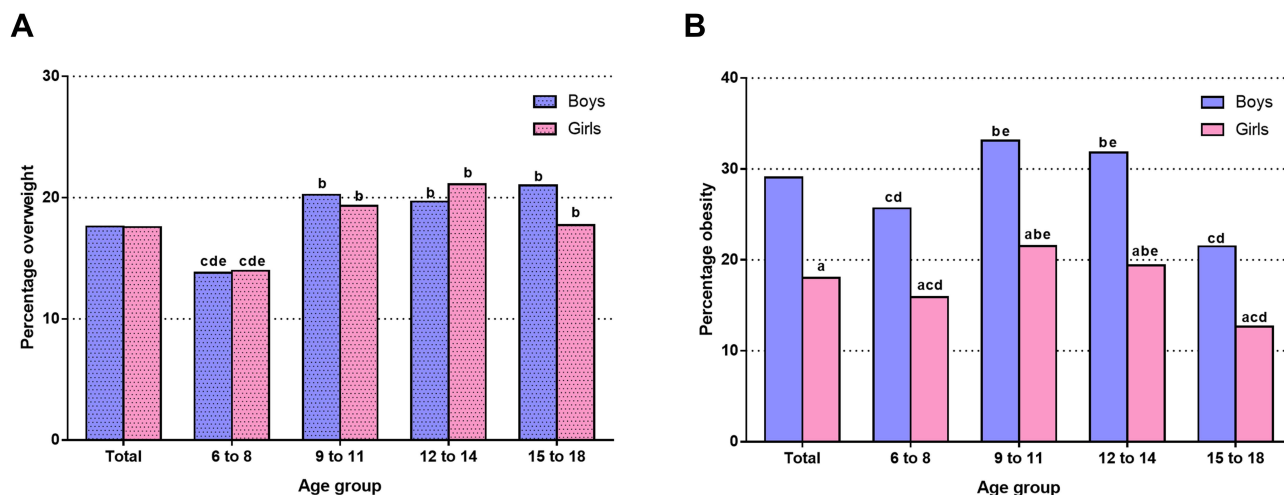 A
Percentage overweight
30
20
10
0
Boys
Girls
cde cde
b b
b b
b b
Total 6 to 8 9 to 11 12 to 14 15 to 18
Age group
B
Percentage obesity
40
30
20
10
0
Boys
Girls
a
cd acd
be abe
be abe
cd acd
Total 6 to 8 9 to 11 12 to 14 15 to 18
Age group